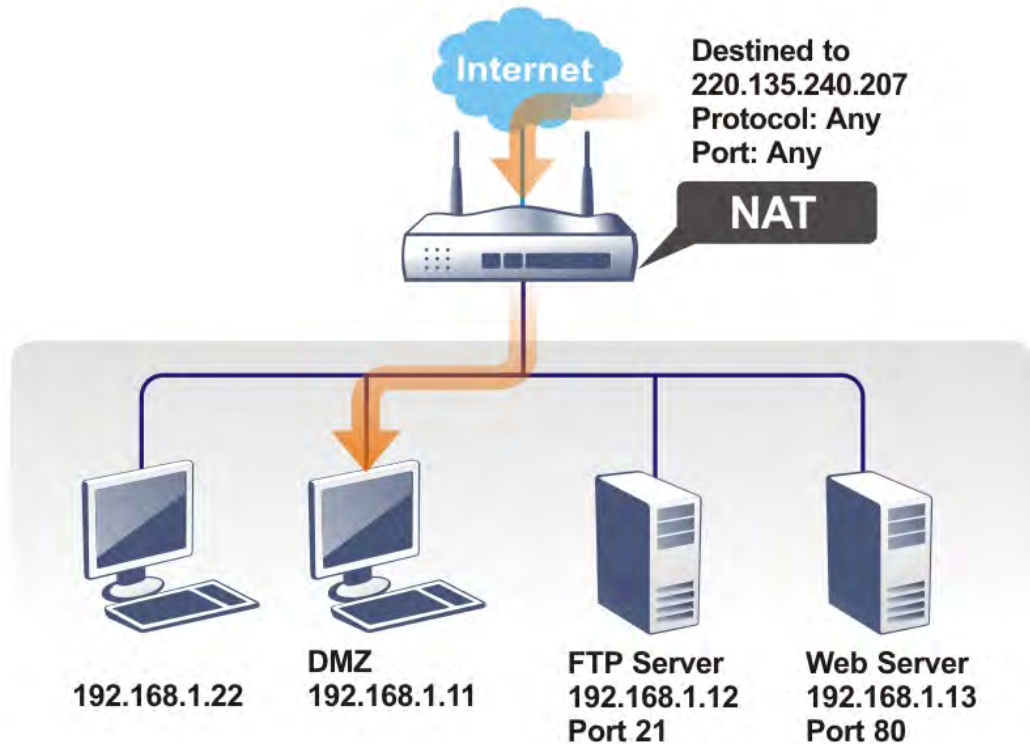 Internet
Destined to
220.135.240.207
Protocol: Any
Port: Any
NAT
192.168.1.22
DMZ
192.168.1.11
FTP Server
192.168.1.12
Port 21
Web Server
192.168.1.13
Port 80